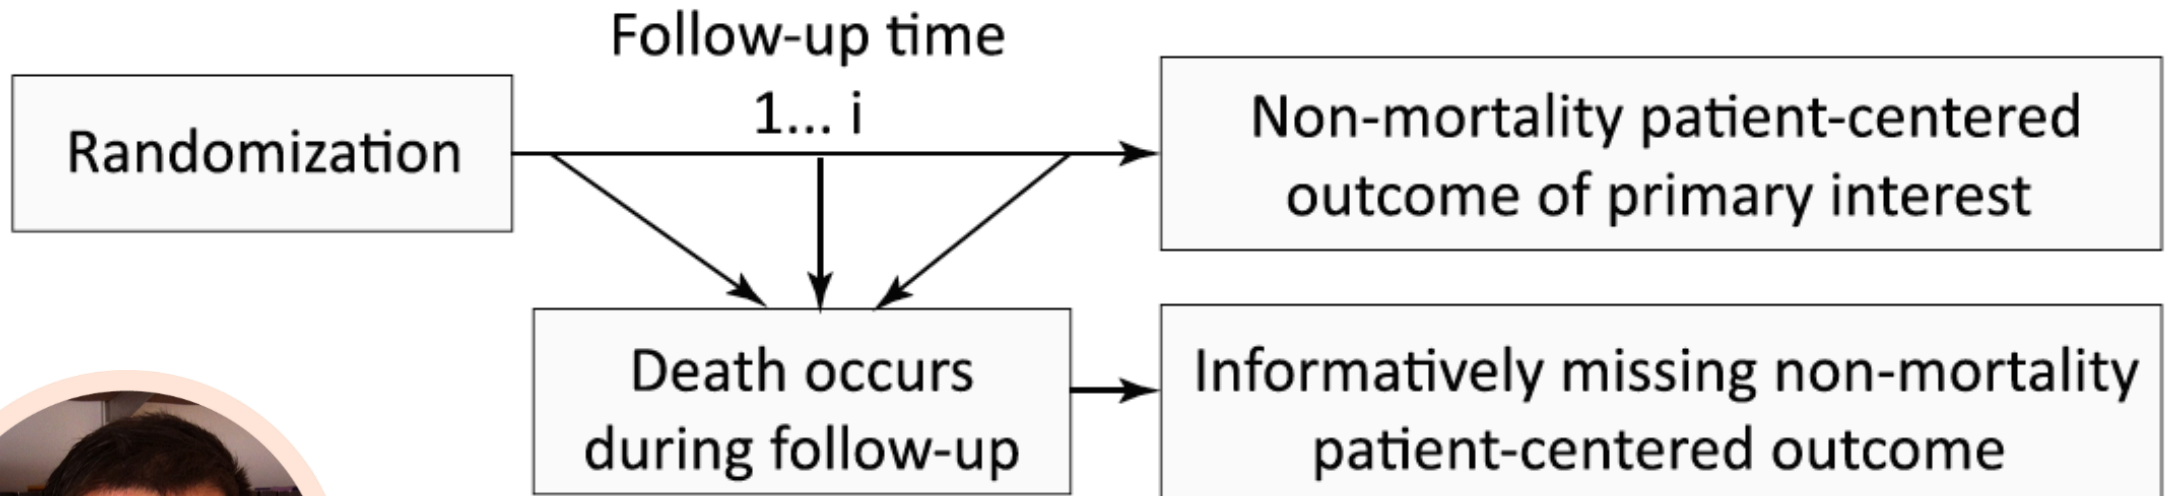 Follow-up time
1... i
Randomization
Non-mortality patient-centered
outcome of primary interest
Death occurs
during follow-up
Informatively missing non-mortality
patient-centered outcome